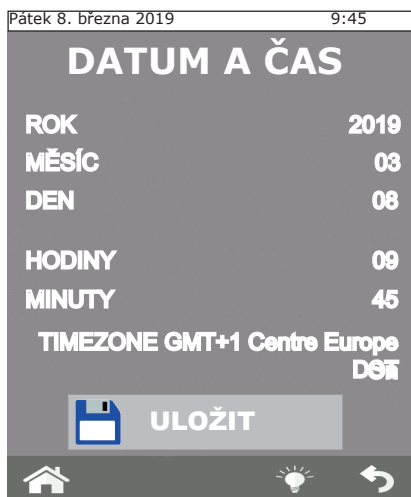 Pátek 8. března 2019 9:45
DATUM A ČAS
ROK 2019
MĚSÍC 03
DEN 08
HODINY 09
MINUTY 45
TIMEZONE GMT+1 Centre Europe
ULOŽIT